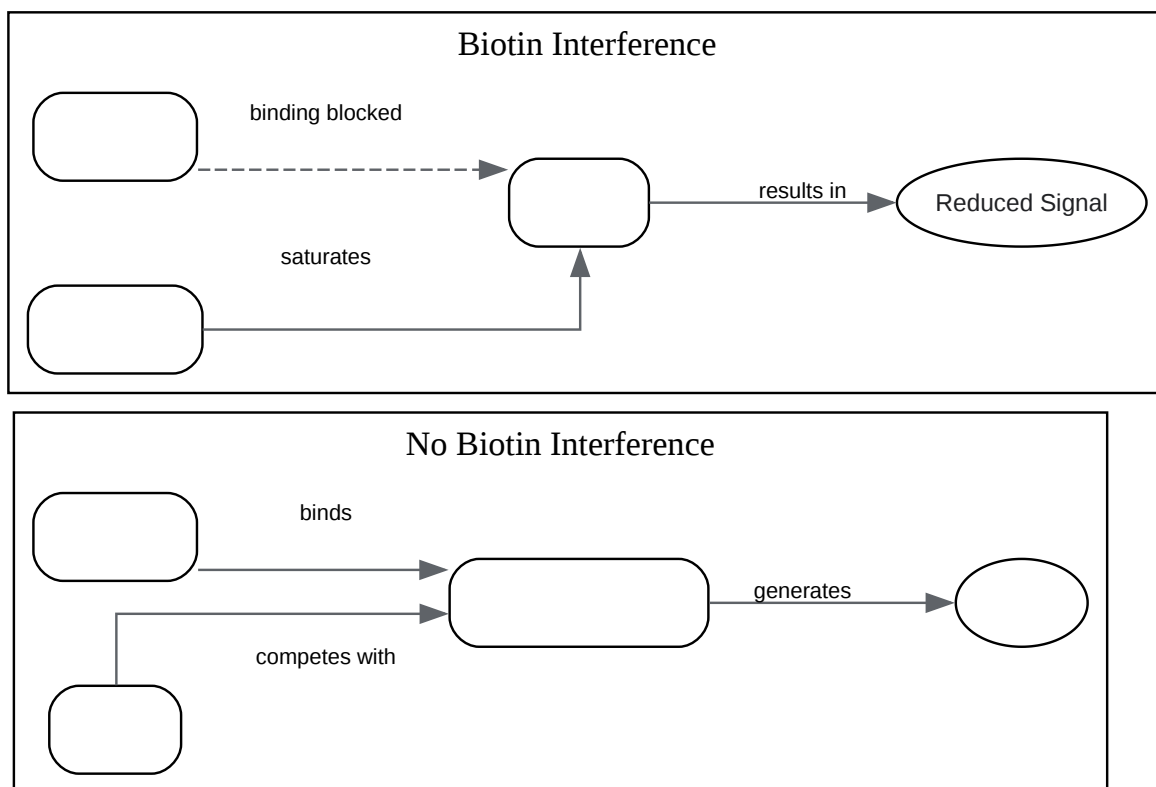 Biotin Interference
binding blocked
results in
Reduced Signal
saturates
No Biotin Interference
binds
generates
competes with